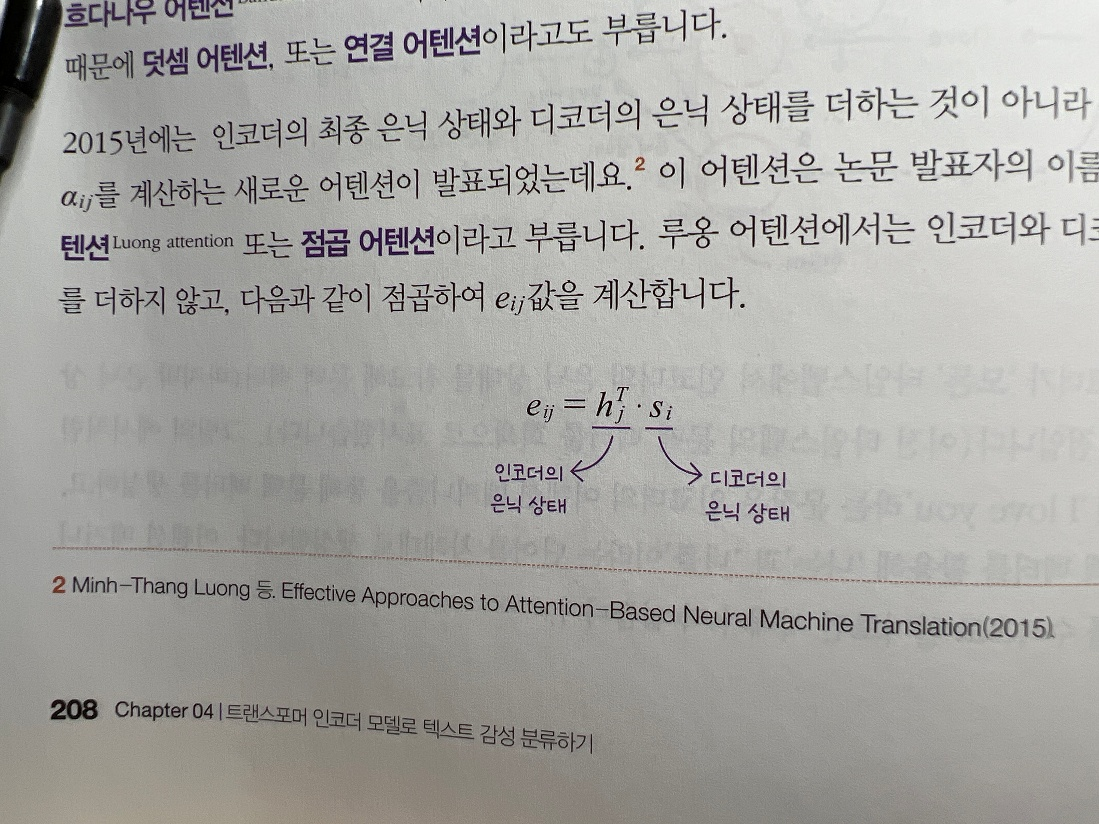 흐다나우 어텐션
때문에 덧셈 어텐션, 또는 연결 어텐션이라고도 부릅니다.
2015년에는 인코더의 최종 은닉 상태와 디코더의 은닉 상태를 더하는 것이 아니라
αij를 계산하는 새로운 어텐션이 발표되었는데요.2 이 어텐션은 논문 발표자의 이름
텐션Luong attention 또는 점곱 어텐션이라고 부릅니다. 루옹 어텐션에서는 인코더와 디코
를 더하지 않고, 다음과 같이 점곱하여 eij값을 계산합니다.
eij = hjT · si
인코더의 은닉 상태
디코더의 은닉 상태
2 Minh-Thang Luong 등. Effective Approaches to Attention-Based Neural Machine Translation(2015)
208 Chapter 04 | 트랜스포머 인코더 모델로 텍스트 감성 분류하기